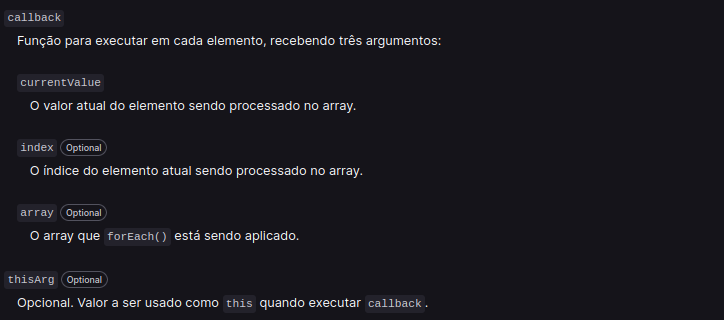 callback
Função para executar em cada elemento, recebendo três argumentos:
currentValue
O valor atual do elemento sendo processado no array.
index Optional
O índice do elemento atual sendo processado no array.
array Optional
O array que forEach() está sendo aplicado.
thisArg Optional
Opcional. Valor a ser usado como this quando executar callback.